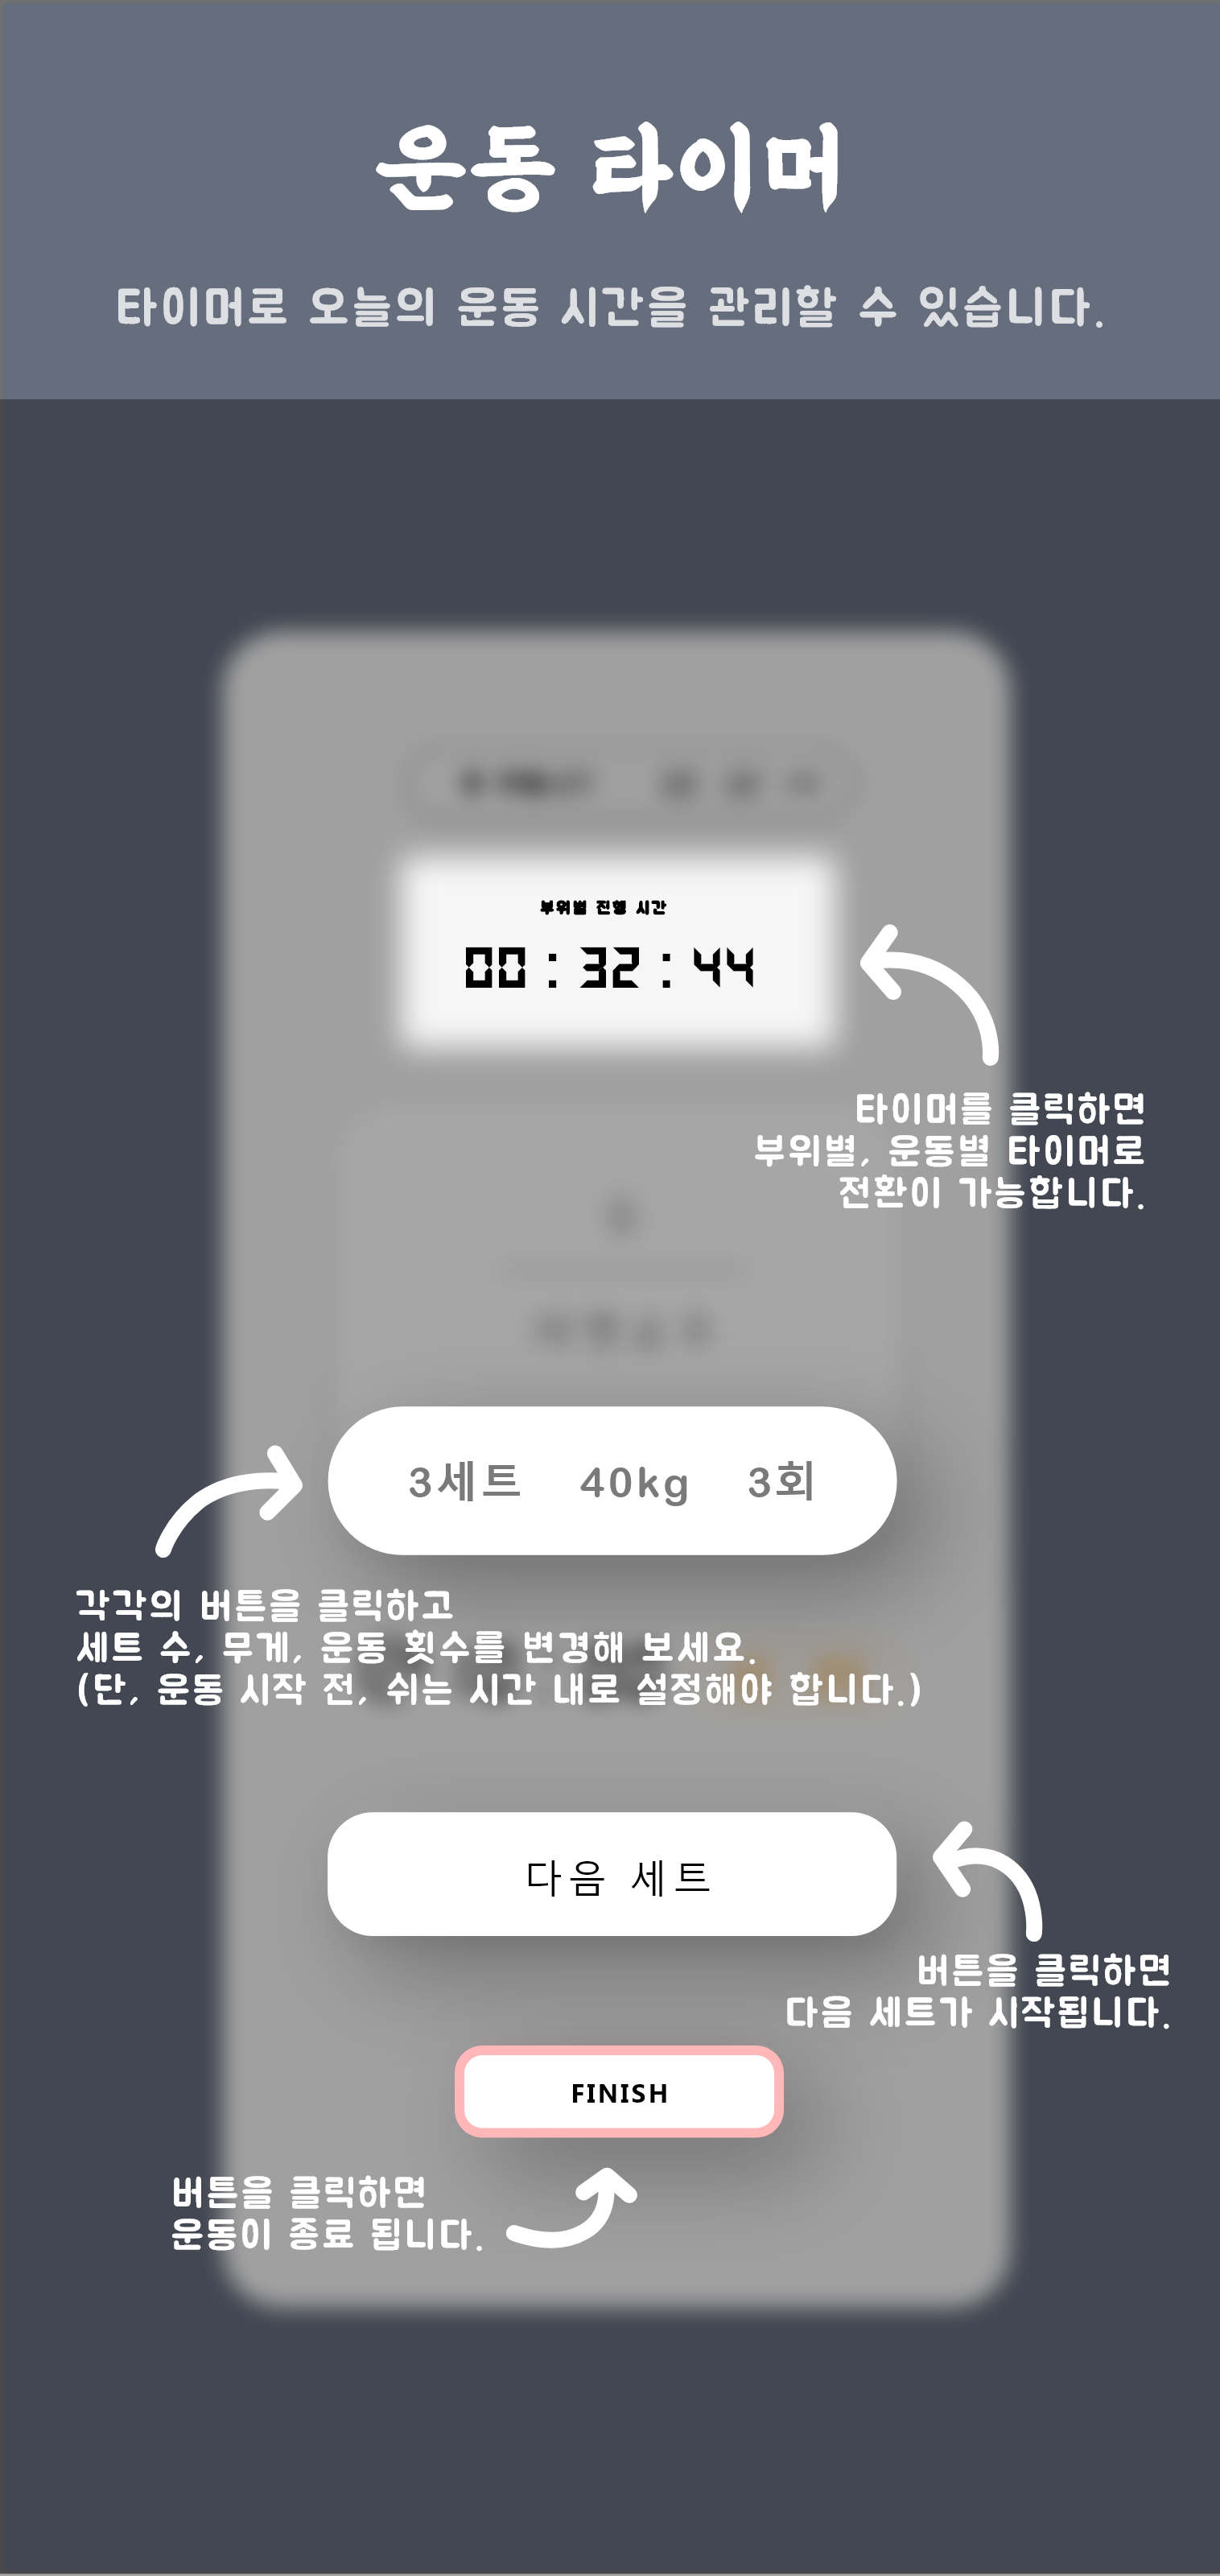 운동 타이머
타이머로 오늘의 운동 시간을 관리할 수 있습니다.
부위별 진행 시간
00 : 32 : 44
타이머를 클릭하면
부위별, 운동별 타이머로
전환이 가능합니다.
3세트 40kg 3회
각각의 버튼을 클릭하고
세트 수, 무게, 운동 횟수를 변경해 보세요.
(단, 운동 시작 전, 쉬는 시간 내로 설정해야 합니다.)
다음 세트
버튼을 클릭하면
다음 세트가 시작됩니다.
FINISH
버튼을 클릭하면
운동이 종료 됩니다.